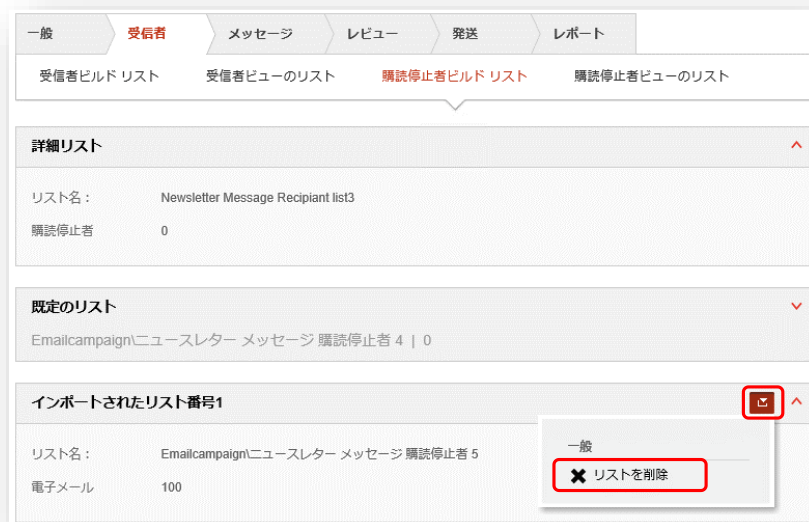 一般 受信者 メッセージ レビュー 発送 レポート
受信者ビルド リスト 受信者ビューのリスト 購読停止者ビルド リスト 購読停止者ビューのリスト
詳細リスト
リスト名： Newsletter Message Recipiant list3
購読停止者 0
既定のリスト
Emailcampaign\ニュースレター メッセージ 購読停止者 4 | 0
インポートされたリスト番号1
リスト名： Emailcampaign\ニュースレター メッセージ 購読停止者 5
電子メール 100
一般
リストを削除